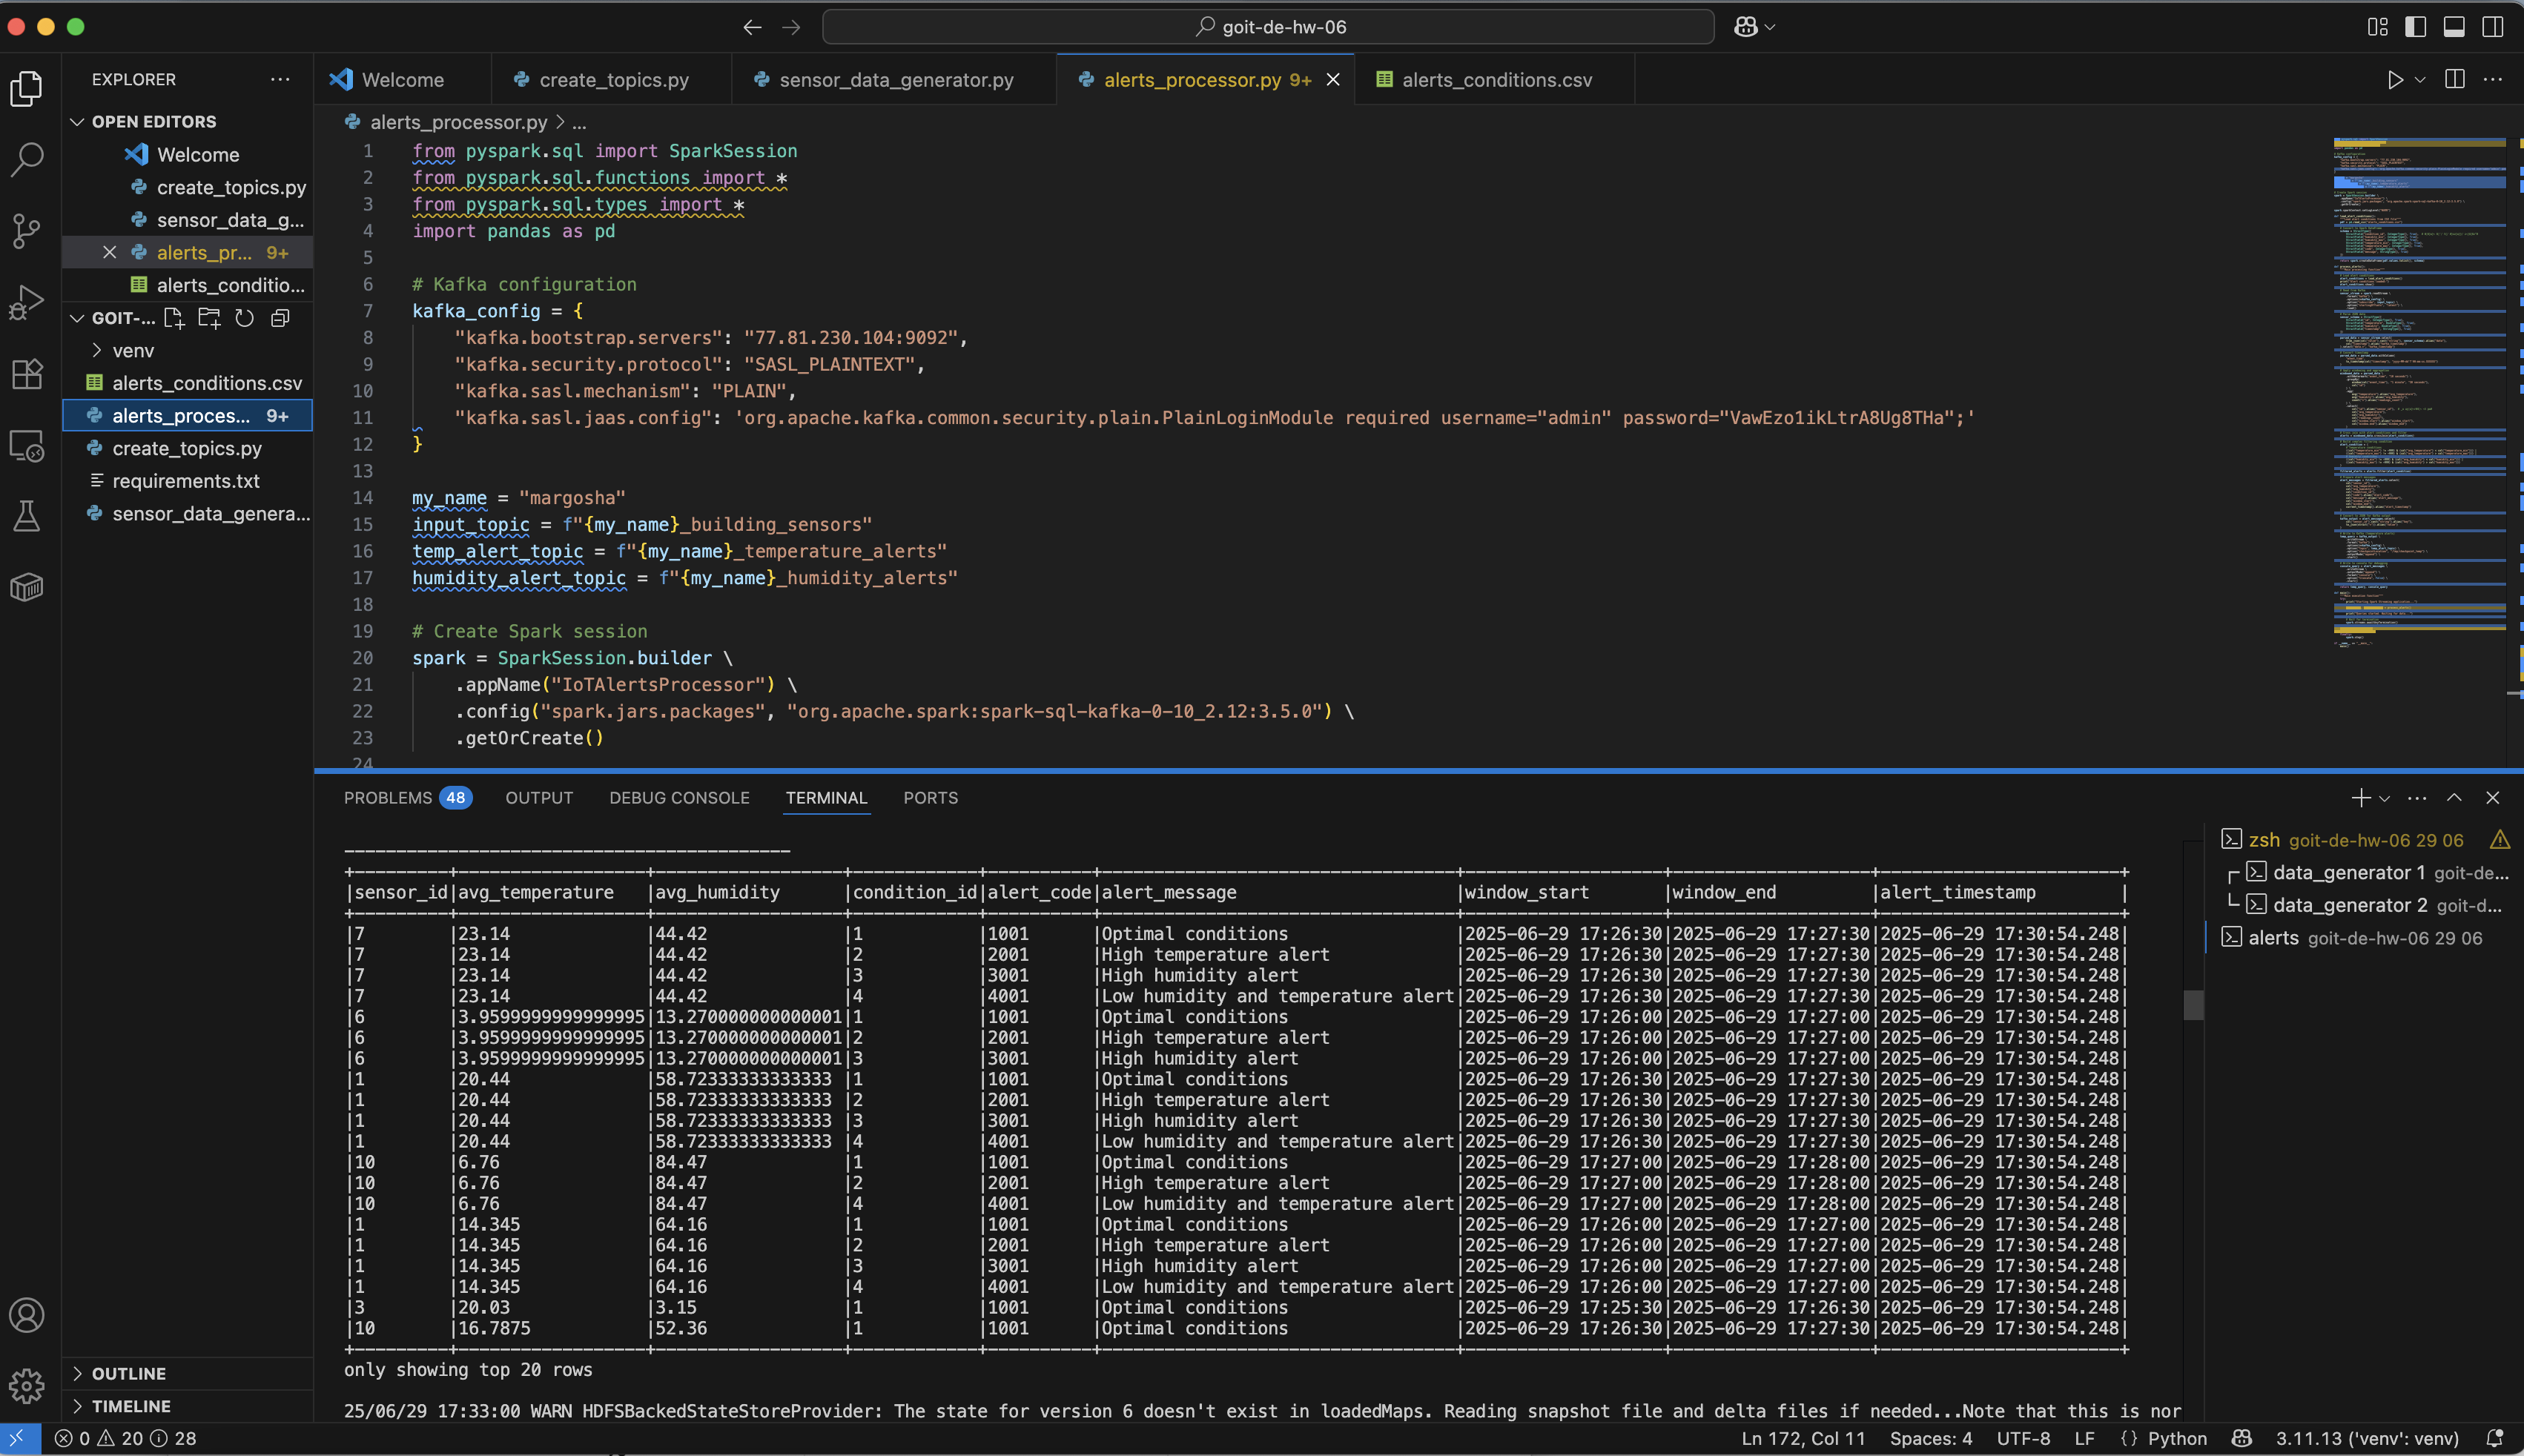 goit-de-hw-06
EXPLORER
OPEN EDITORS
Welcome
create_topics.py
sensor_data_g...
alerts_pr... 9+
alerts_conditio...
GOIT-...
venv
alerts_conditions.csv
alerts_proces... 9+
create_topics.py
requirements.txt
sensor_data_genera...
OUTLINE
TIMELINE
Welcome
create_topics.py
sensor_data_generator.py
alerts_processor.py 9+
alerts_conditions.csv
alerts_processor.py > ...
1 from pyspark.sql import SparkSession
2 from pyspark.sql.functions import *
3 from pyspark.sql.types import *
4 import pandas as pd
5
6 # Kafka configuration
7 kafka_config = {
8 "kafka.bootstrap.servers": "77.81.230.104:9092",
9 "kafka.security.protocol": "SASL_PLAINTEXT",
10 "kafka.sasl.mechanism": "PLAIN",
11 "kafka.sasl.jaas.config": 'org.apache.kafka.common.security.plain.PlainLoginModule required username="admin" password="VawEzo1ikLtrA8Ug8THa";'
12 }
13
14 my_name = "margosha"
15 input_topic = f"{my_name}_building_sensors"
16 temp_alert_topic = f"{my_name}_temperature_alerts"
17 humidity_alert_topic = f"{my_name}_humidity_alerts"
18
19 # Create Spark session
20 spark = SparkSession.builder \
21 .appName("IoTAlertsProcessor") \
22 .config("spark.jars.packages", "org.apache.spark:spark-sql-kafka-0-10_2.12:3.5.0") \
23 .getOrCreate()
24
PROBLEMS 48 OUTPUT DEBUG CONSOLE TERMINAL PORTS
-------------------------------------------
|sensor_id|avg_temperature |avg_humidity |condition_id|alert_code|alert_message |window_start |window_end |alert_timestamp |
|7 |23.14 |44.42 |1 |1001 |Optimal conditions |2025-06-29 17:26:30|2025-06-29 17:27:30|2025-06-29 17:30:54.248|
|7 |23.14 |44.42 |2 |2001 |High temperature alert |2025-06-29 17:26:30|2025-06-29 17:27:30|2025-06-29 17:30:54.248|
|7 |23.14 |44.42 |3 |3001 |High humidity alert |2025-06-29 17:26:30|2025-06-29 17:27:30|2025-06-29 17:30:54.248|
|7 |23.14 |44.42 |4 |4001 |Low humidity and temperature alert|2025-06-29 17:26:30|2025-06-29 17:27:30|2025-06-29 17:30:54.248|
|6 |3.9599999999999995|13.270000000000001|1 |1001 |Optimal conditions |2025-06-29 17:26:00|2025-06-29 17:27:00|2025-06-29 17:30:54.248|
|6 |3.9599999999999995|13.270000000000001|2 |2001 |High temperature alert |2025-06-29 17:26:00|2025-06-29 17:27:00|2025-06-29 17:30:54.248|
|6 |3.9599999999999995|13.270000000000001|3 |3001 |High humidity alert |2025-06-29 17:26:00|2025-06-29 17:27:00|2025-06-29 17:30:54.248|
|1 |20.44 |58.72333333333333 |1 |1001 |Optimal conditions |2025-06-29 17:26:30|2025-06-29 17:27:30|2025-06-29 17:30:54.248|
|1 |20.44 |58.72333333333333 |2 |2001 |High temperature alert |2025-06-29 17:26:30|2025-06-29 17:27:30|2025-06-29 17:30:54.248|
|1 |20.44 |58.72333333333333 |3 |3001 |High humidity alert |2025-06-29 17:26:30|2025-06-29 17:27:30|2025-06-29 17:30:54.248|
|1 |20.44 |58.72333333333333 |4 |4001 |Low humidity and temperature alert|2025-06-29 17:26:30|2025-06-29 17:27:30|2025-06-29 17:30:54.248|
|10 |6.76 |84.47 |1 |1001 |Optimal conditions |2025-06-29 17:27:00|2025-06-29 17:28:00|2025-06-29 17:30:54.248|
|10 |6.76 |84.47 |2 |2001 |High temperature alert |2025-06-29 17:27:00|2025-06-29 17:28:00|2025-06-29 17:30:54.248|
|10 |6.76 |84.47 |4 |4001 |Low humidity and temperature alert|2025-06-29 17:27:00|2025-06-29 17:28:00|2025-06-29 17:30:54.248|
|1 |14.345 |64.16 |1 |1001 |Optimal conditions |2025-06-29 17:26:00|2025-06-29 17:27:00|2025-06-29 17:30:54.248|
|1 |14.345 |64.16 |2 |2001 |High temperature alert |2025-06-29 17:26:00|2025-06-29 17:27:00|2025-06-29 17:30:54.248|
|1 |14.345 |64.16 |3 |3001 |High humidity alert |2025-06-29 17:26:00|2025-06-29 17:27:00|2025-06-29 17:30:54.248|
|1 |14.345 |64.16 |4 |4001 |Low humidity and temperature alert|2025-06-29 17:26:00|2025-06-29 17:27:00|2025-06-29 17:30:54.248|
|3 |20.03 |3.15 |1 |1001 |Optimal conditions |2025-06-29 17:25:30|2025-06-29 17:26:30|2025-06-29 17:30:54.248|
|10 |16.7875 |52.36 |1 |1001 |Optimal conditions |2025-06-29 17:26:30|2025-06-29 17:27:30|2025-06-29 17:30:54.248|
only showing top 20 rows
25/06/29 17:33:00 WARN HDFSBackedStateStoreProvider: The state for version 6 doesn't exist in loadedMaps. Reading snapshot file and delta files if needed...Note that this is nor
zsh goit-de-hw-06 29 06
data_generator 1 goit-de...
data_generator 2 goit-d...
alerts goit-de-hw-06 29 06
0 20 28
Ln 172, Col 11 Spaces: 4 UTF-8 LF {} Python 3.11.13 ('venv': venv)